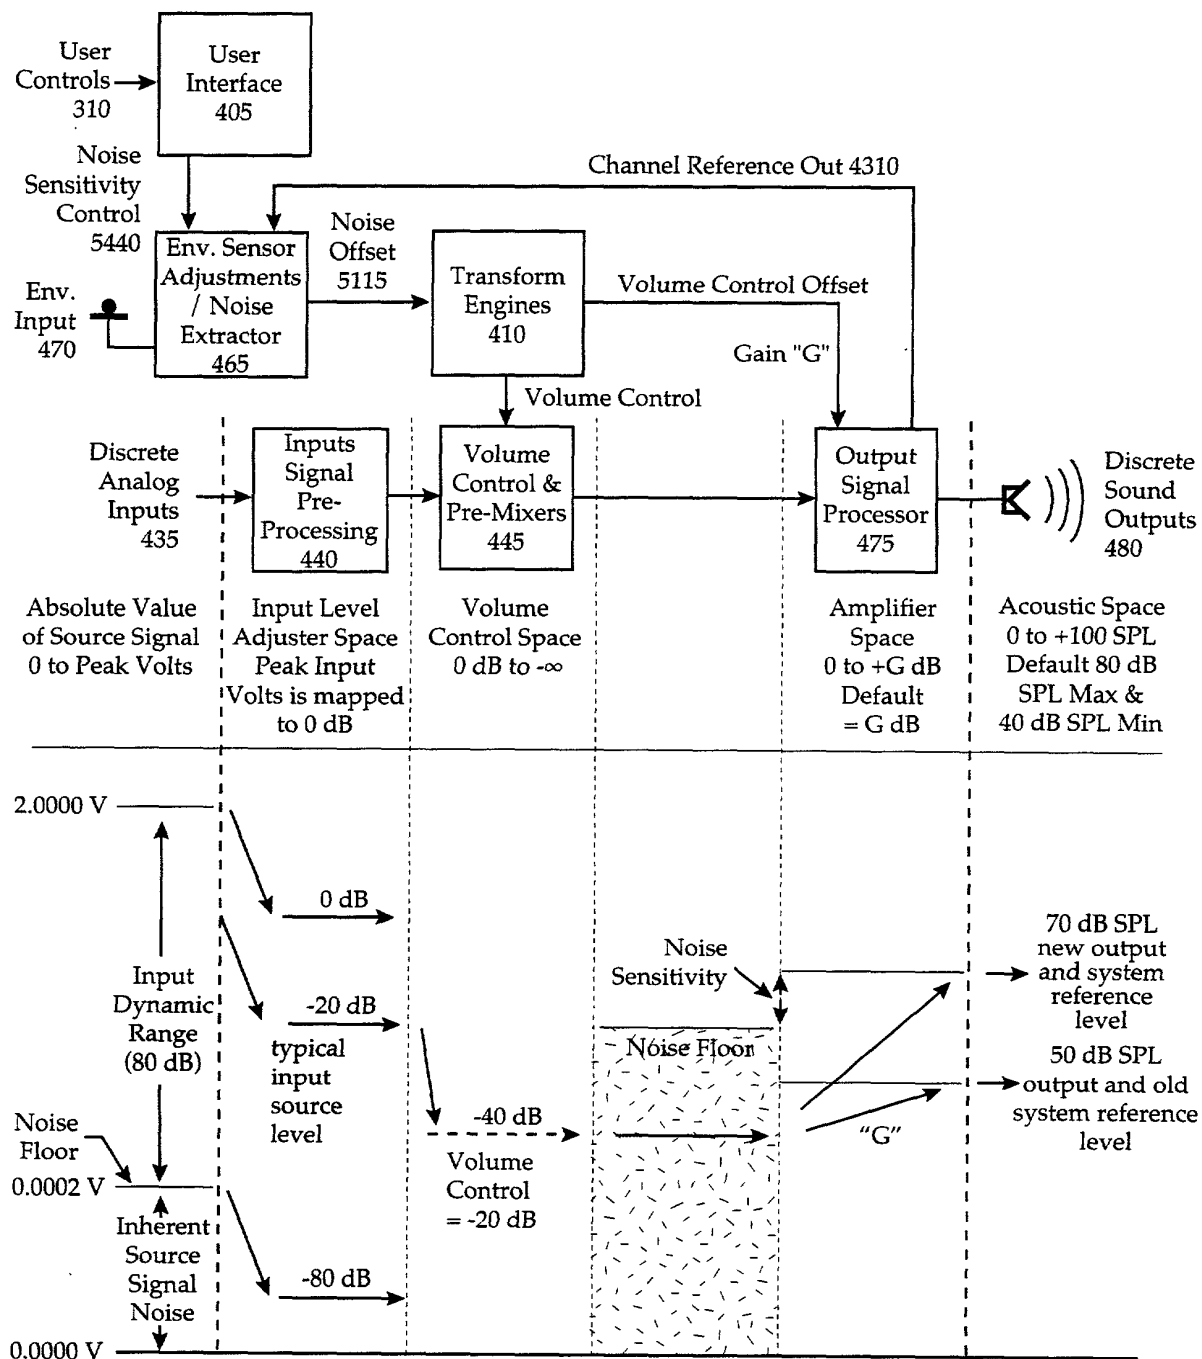 User
Controls
310
User
Interface
405
Noise
Sensitivity
Control
5440
Channel Reference Out 4310
Env.
Input
470
Env. Sensor
Adjustments
/ Noise
Extractor
465
Noise
Offset
5115
Transform
Engines
410
Volume Control Offset
Gain "G"
Volume Control
Discrete
Analog
Inputs
435
Inputs
Signal
Pre-
Processing
440
Volume
Control &
Pre-Mixers
445
Output
Signal
Processor
475
Discrete
Sound
Outputs
480
Absolute Value
of Source Signal
0 to Peak Volts
Input Level
Adjuster Space
Peak Input
Volts is mapped
to 0 dB
Volume
Control Space
0 dB to -∞
Amplifier
Space
0 to +G dB
Default
= G dB
Acoustic Space
0 to +100 SPL
Default 80 dB
SPL Max &
40 dB SPL Min
2.0000 V
0 dB
Input
Dynamic
Range
(80 dB)
-20 dB
typical
input
source
level
Noise
Sensitivity
70 dB SPL
new output
and system
reference
level
Noise Floor
50 dB SPL
output and old
system reference
level
-40 dB
Volume
Control
= -20 dB
"G"
Noise
Floor
0.0002 V
Inherent
Source
Signal
Noise
-80 dB
0.0000 V